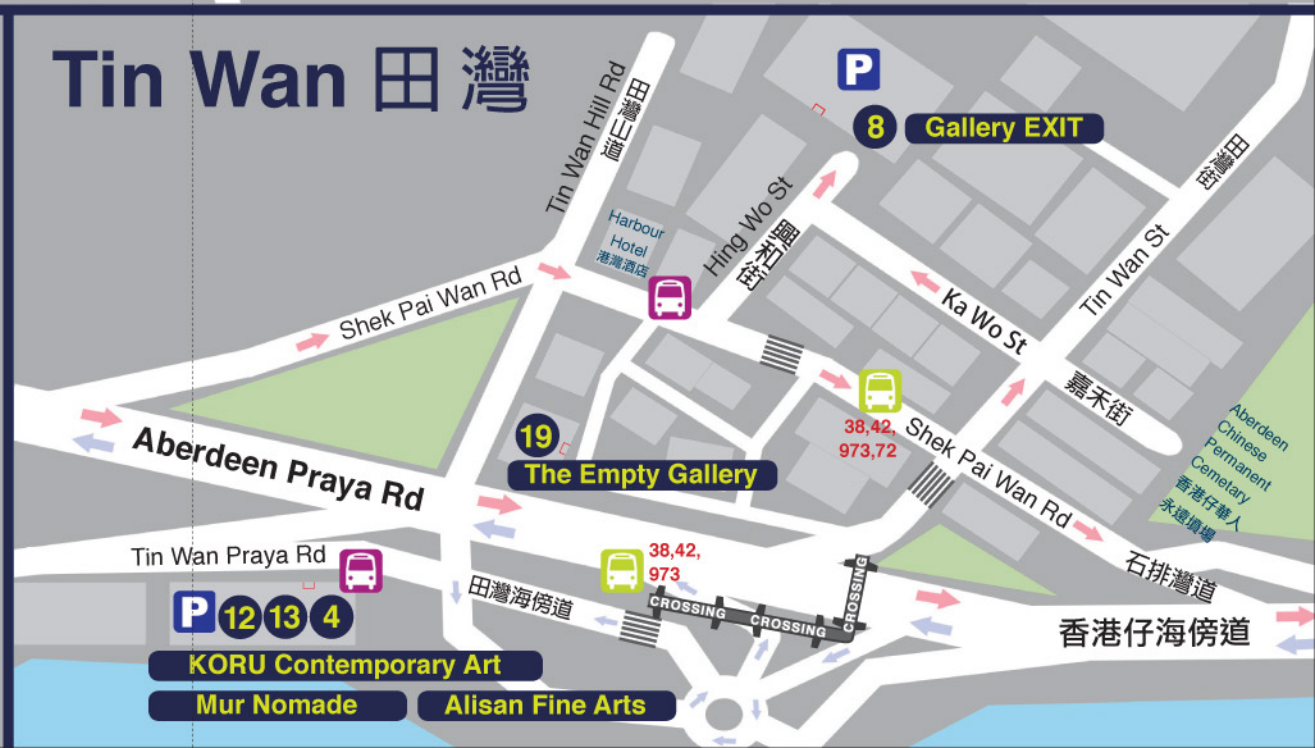 Tin Wan 田灣
P
8 Gallery EXIT
Tin Wan Hill Rd
田灣山道
Harbour
Hotel
港灣酒店
Hing Wo St
興和街
田灣街
Tin Wan St
Ka Wo St
嘉禾街
Shek Pai Wan Rd
Aberdeen Praya Rd
19
The Empty Gallery
38,42,
973,72
Shek Pai Wan Rd
石排灣道
Aberdeen
Chinese
Permanent
Cemetary
香港仔華人
永遠墳場
Tin Wan Praya Rd
田灣海傍道
38,42,
973
CROSSING
CROSSING
CROSSING
香港仔海傍道
P 12 13 4
KORU Contemporary Art
Mur Nomade
Alisan Fine Arts